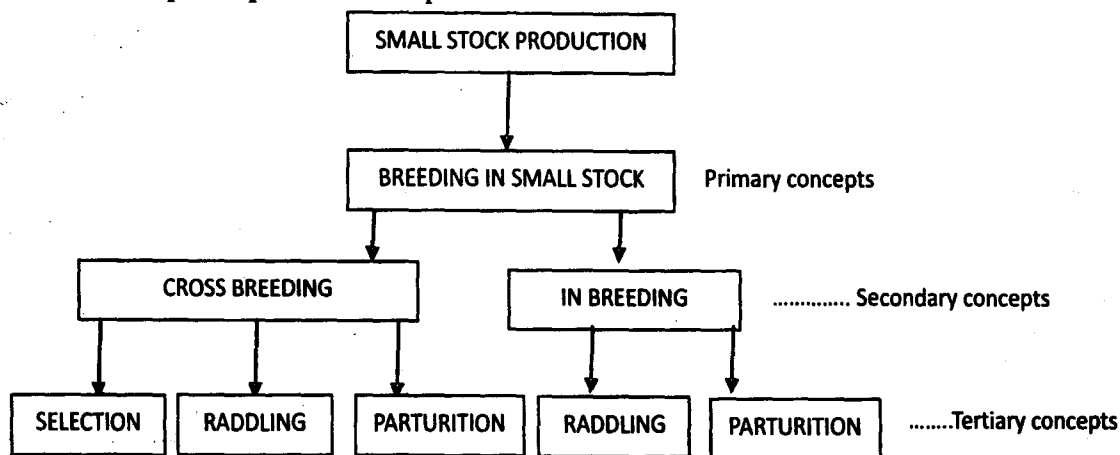 SMALL STOCK PRODUCTION
BREEDING IN SMALL STOCK Primary concepts
CROSS BREEDING IN BREEDING .............. Secondary concepts
SELECTION RADDLING PARTURITION RADDLING PARTURITION ........Tertiary concepts